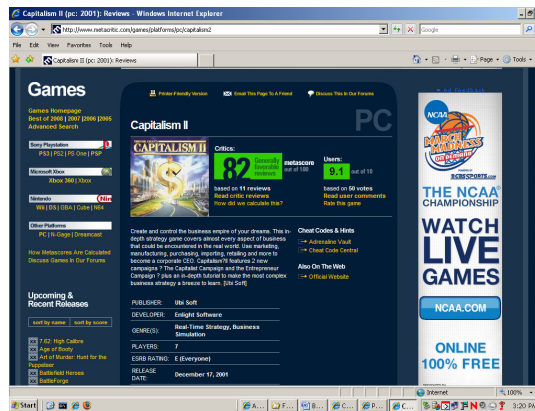 Capitalism II (pc: 2001): Reviews - Windows Internet Explorer
http://www.metacritic.com/games/platforms/pc/capitalism2
Google
File Edit View Favorites Tools Help
Capitalism II (pc: 2001): Reviews
Page Tools
Games
Games Homepage
Best of 2008 | 2007 | 2006 | 2005
Advanced Search
Sony Playstation
PS3 | PS2 | PS One | PSP
Microsoft Xbox
Xbox 360 | Xbox
Nintendo
Wii | DS | GBA | Cube | N64
Other Platforms
PC | N-Gage | Dreamcast
How Metascores Are Calculated
Discuss Games In Our Forums
Upcoming &
Recent Releases
sort by name sort by score
xx 7.62: High Calibre
xx Age of Booty
xx Art of Murder: Hunt for the
Puppeteer
xx Battlefield Heroes
xx BattleForge
Printer-Friendly Version Email This Page To A Friend Discuss This In Our Forums
Capitalism II
PC
CAPITALISM II
Critics:
82 Generally favorable reviews
metascore
out of 100
based on 11 reviews
Read critic reviews
How did we calculate this?
Users:
9.1 out of 10
based on 50 votes
Read user comments
Rate this game
Create and control the business empire of your dreams. This in-
depth strategy game covers almost every aspect of business
that could be encountered in the real world. Use marketing,
manufacturing, purchasing, importing, retailing and more to
become a corporate CEO. Capitalism?II features 2 new
campaigns ? The Capitalist Campaign and the Entrepreneur
Campaign ? plus an in-depth tutorial to make the most complex
business strategy a breeze to learn. [Ubi Soft]
Cheat Codes & Hints
Adrenaline Vault
Cheat Code Central
Also On The Web
Official Website
PUBLISHER: Ubi Soft
DEVELOPER: Enlight Software
GENRE(S): Real-Time Strategy, Business
Simulation
PLAYERS: 7
ESRB RATING: E (Everyone)
RELEASE
DATE: December 17, 2001
NCAA
MARCH
MADNESS
ON DEMAND
CBSSPORTS.com
THE NCAA
CHAMPIONSHIP
WATCH
LIVE
GAMES
NCAA.COM
ONLINE
100% FREE
Internet 100%
Start A... F... B... C... P... C... 3:20 P